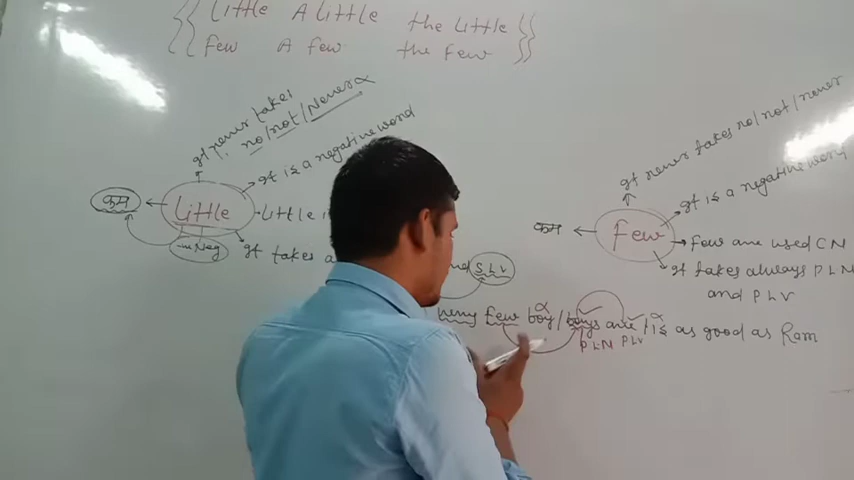 Little A Little the Little
Few A few the Few
It never takes
no/not/Never
It is a negative word
कम
Little
Little
in Neg
It takes
SLV
It never takes no/not/never
It is a negative word
कम
Few
Few are used CN
It takes always PLN
and PLV
very few boy/boys are/is as good as Ram
PLN PLV